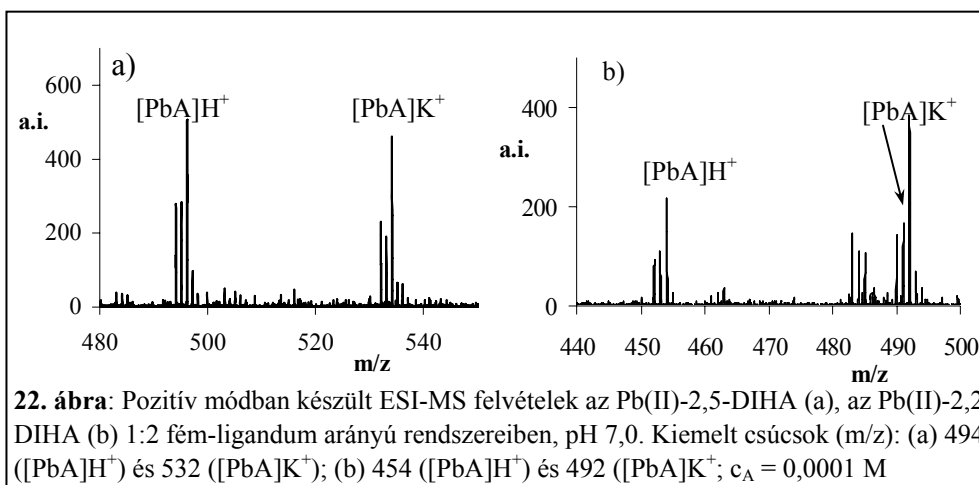 a)
600
[PbA]H⁺
[PbA]K⁺
a.i.
400
200
0
480
500
520
540
m/z
b)
400
[PbA]K⁺
a.i.
[PbA]H⁺
200
0
440
450
460
470
480
490
500
m/z
22. ábra: Pozitív módban készült ESI-MS felvételek az Pb(II)-2,5-DIHA (a), az Pb(II)-2,2
DIHA (b) 1:2 fém-ligandum arányú rendszereiben, pH 7,0. Kiemelt csúcsok (m/z): (a) 494
([PbA]H⁺) és 532 ([PbA]K⁺); (b) 454 ([PbA]H⁺) és 492 ([PbA]K⁺; cA = 0,0001 M